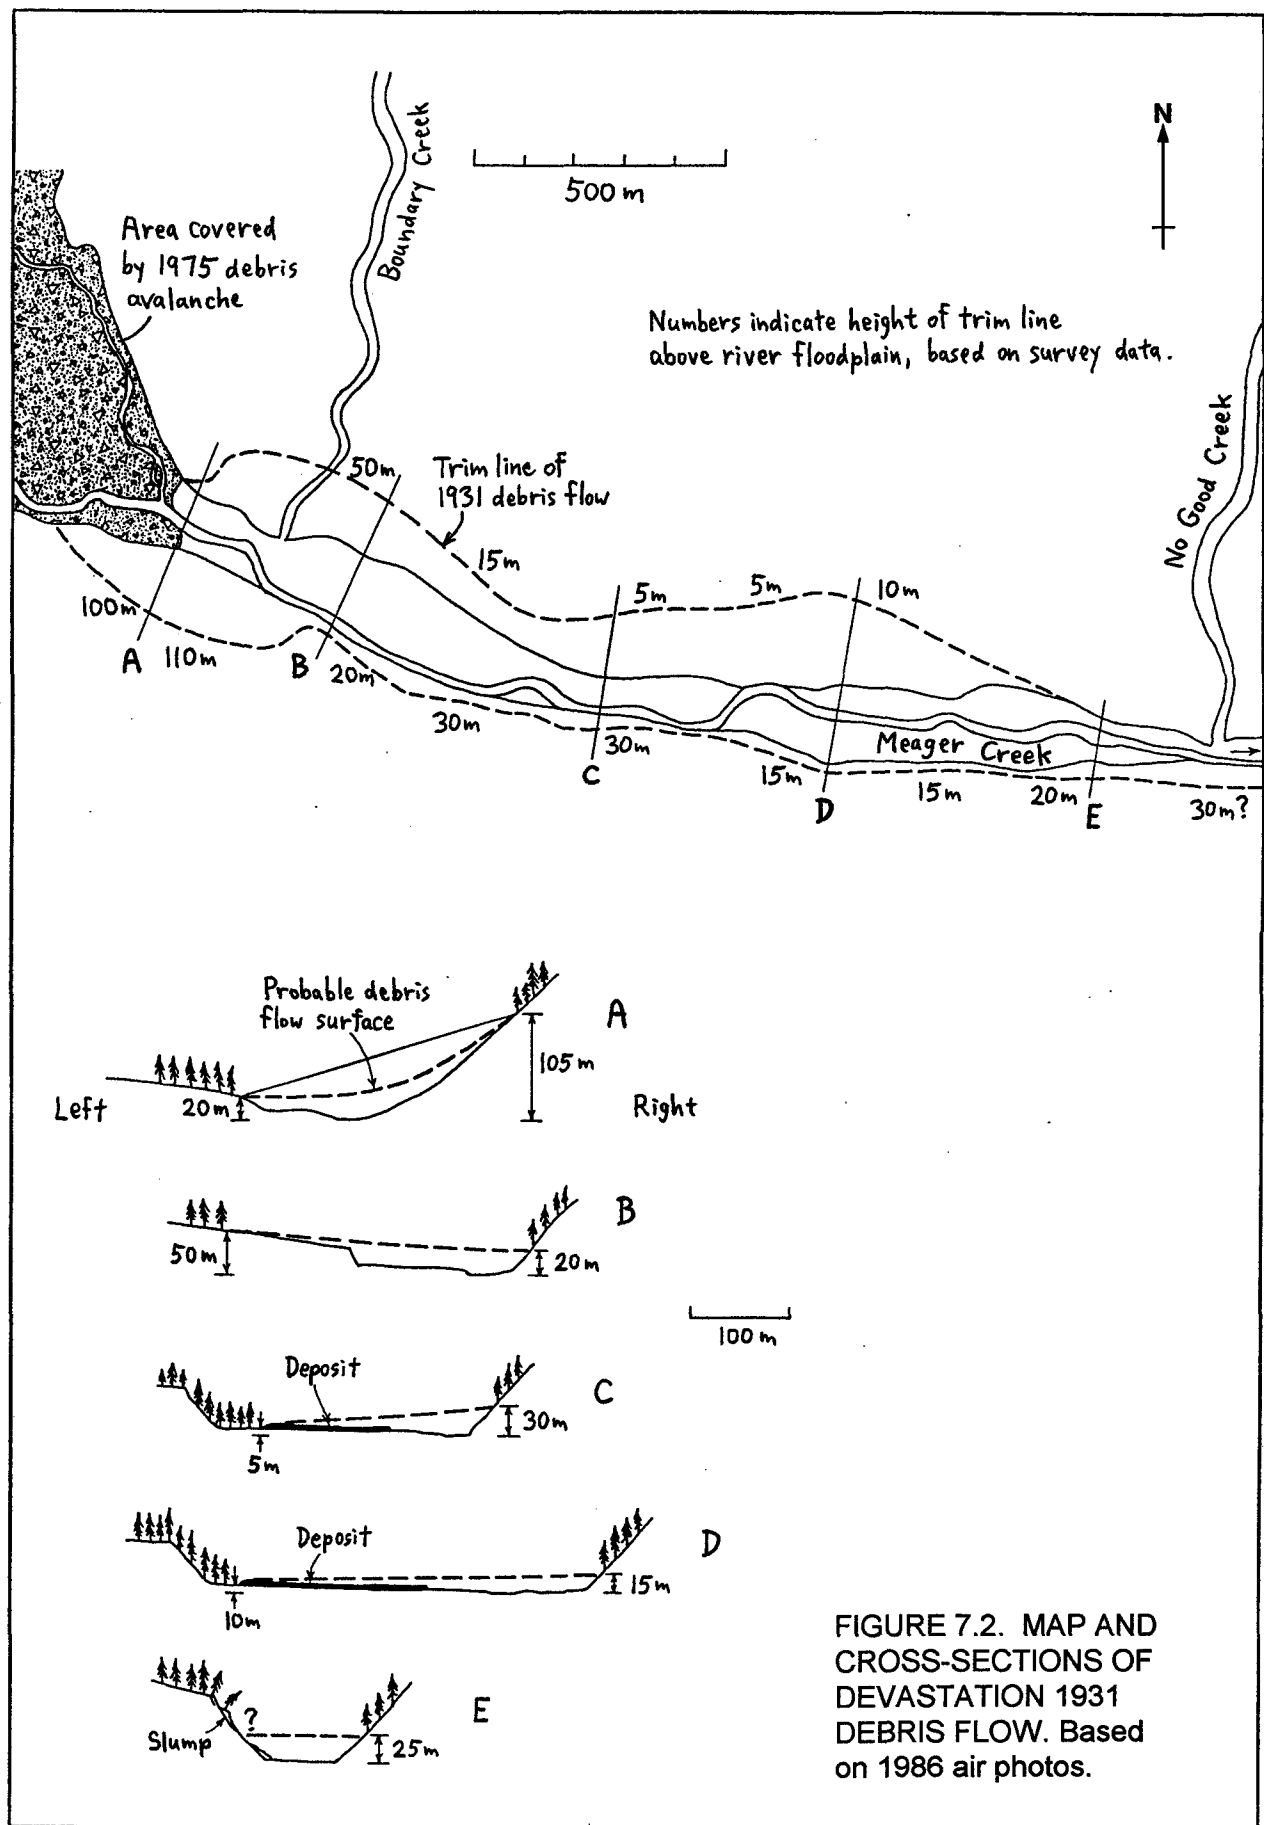 N
500 m
Boundary Creek
Area covered
by 1975 debris
avalanche
Numbers indicate height of trim line
above river floodplain, based on survey data.
No Good Creek
50m
Trim line of
1931 debris flow
15m
5m
5m
10m
100m
A
110m
B
20m
30m
C
30m
15m
D
Meager Creek
15m
20m
E
30m?
Probable debris
flow surface
A
105 m
20m
Left
Right
B
50m
20m
100 m
Deposit
C
30m
5m
Deposit
D
15m
10m
E
?
Slump
25m
FIGURE 7.2. MAP AND
CROSS-SECTIONS OF
DEVASTATION 1931
DEBRIS FLOW. Based
on 1986 air photos.